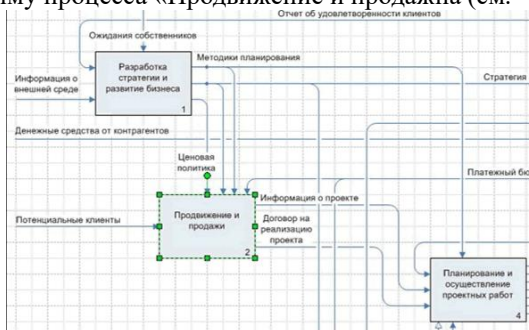 му процесса «Продвижение и продажна (см.
Отчет об удовлетворенности клиентов
Ожидания собственников
Методики планирования
Разработка
стратегии и
развитие бизнеса
1
Информация о
внешней среде
Стратегия
Денежные средства от контрагентов
Ценовая
политика
Платежный бю
Информация о проекте
Потенциальные клиенты
Продвижение и
продажи
2
Договор на
реализацию
проекта
Планирование и
осуществление
проектных работ
4